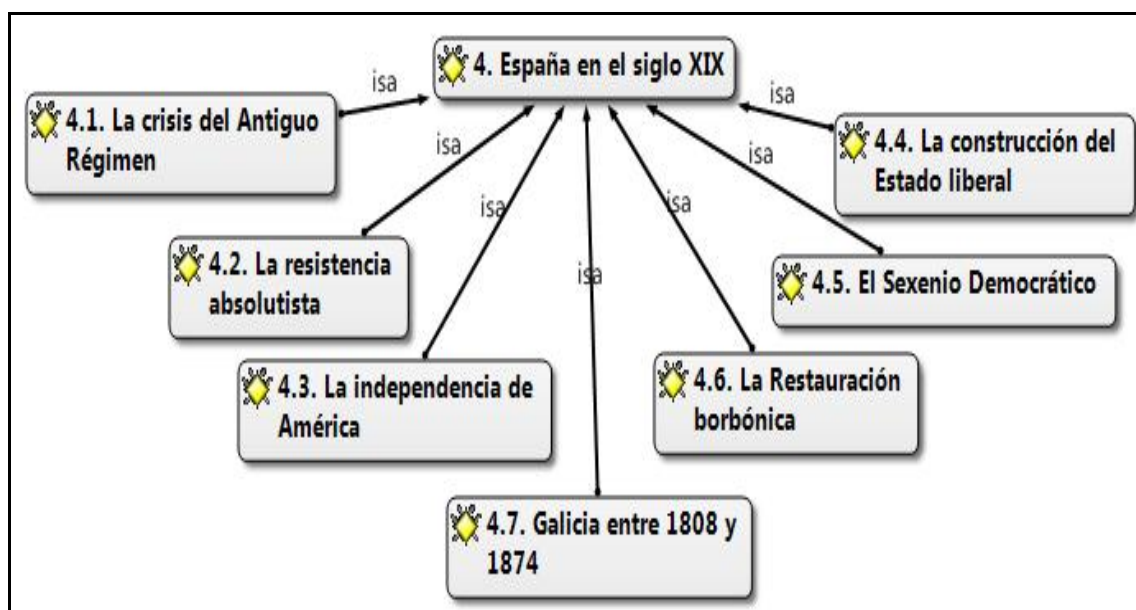 4. España en el siglo XIX
isa
isa
isa
isa
isa
isa
isa
4.1. La crisis del Antiguo
Régimen
4.4. La construcción del
Estado liberal
4.2. La resistencia
absolutista
4.5. El Sexenio Democrático
4.3. La independencia de
América
4.6. La Restauración
borbónica
4.7. Galicia entre 1808 y
1874